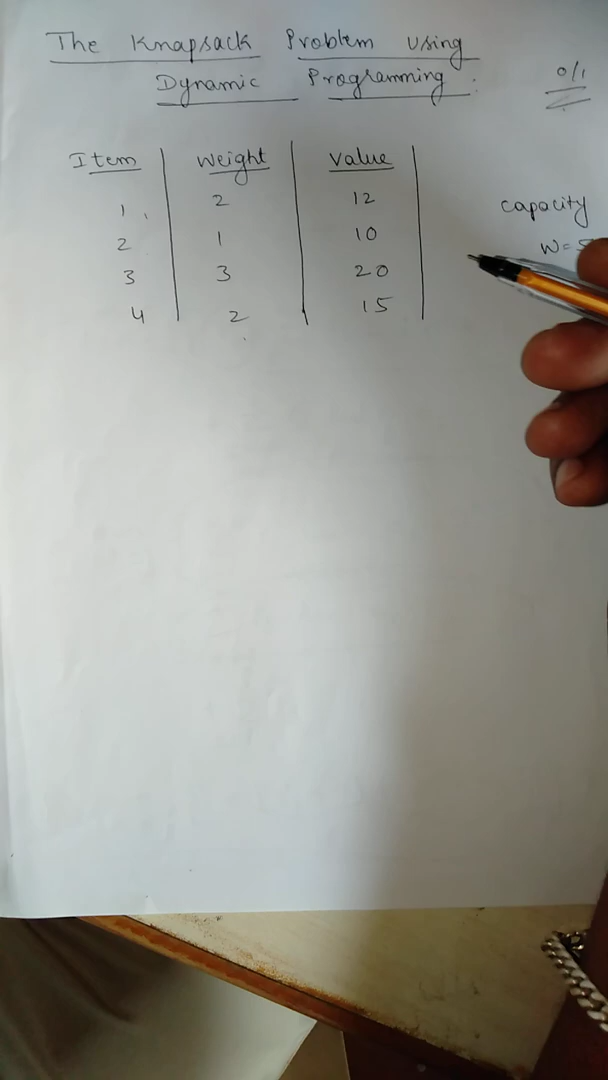 The Knapsack Problem using
Dynamic Programming :
0/1
Item Weight Value
1 2 12
2 1 10
3 3 20
4 2 15
capacity
W=5